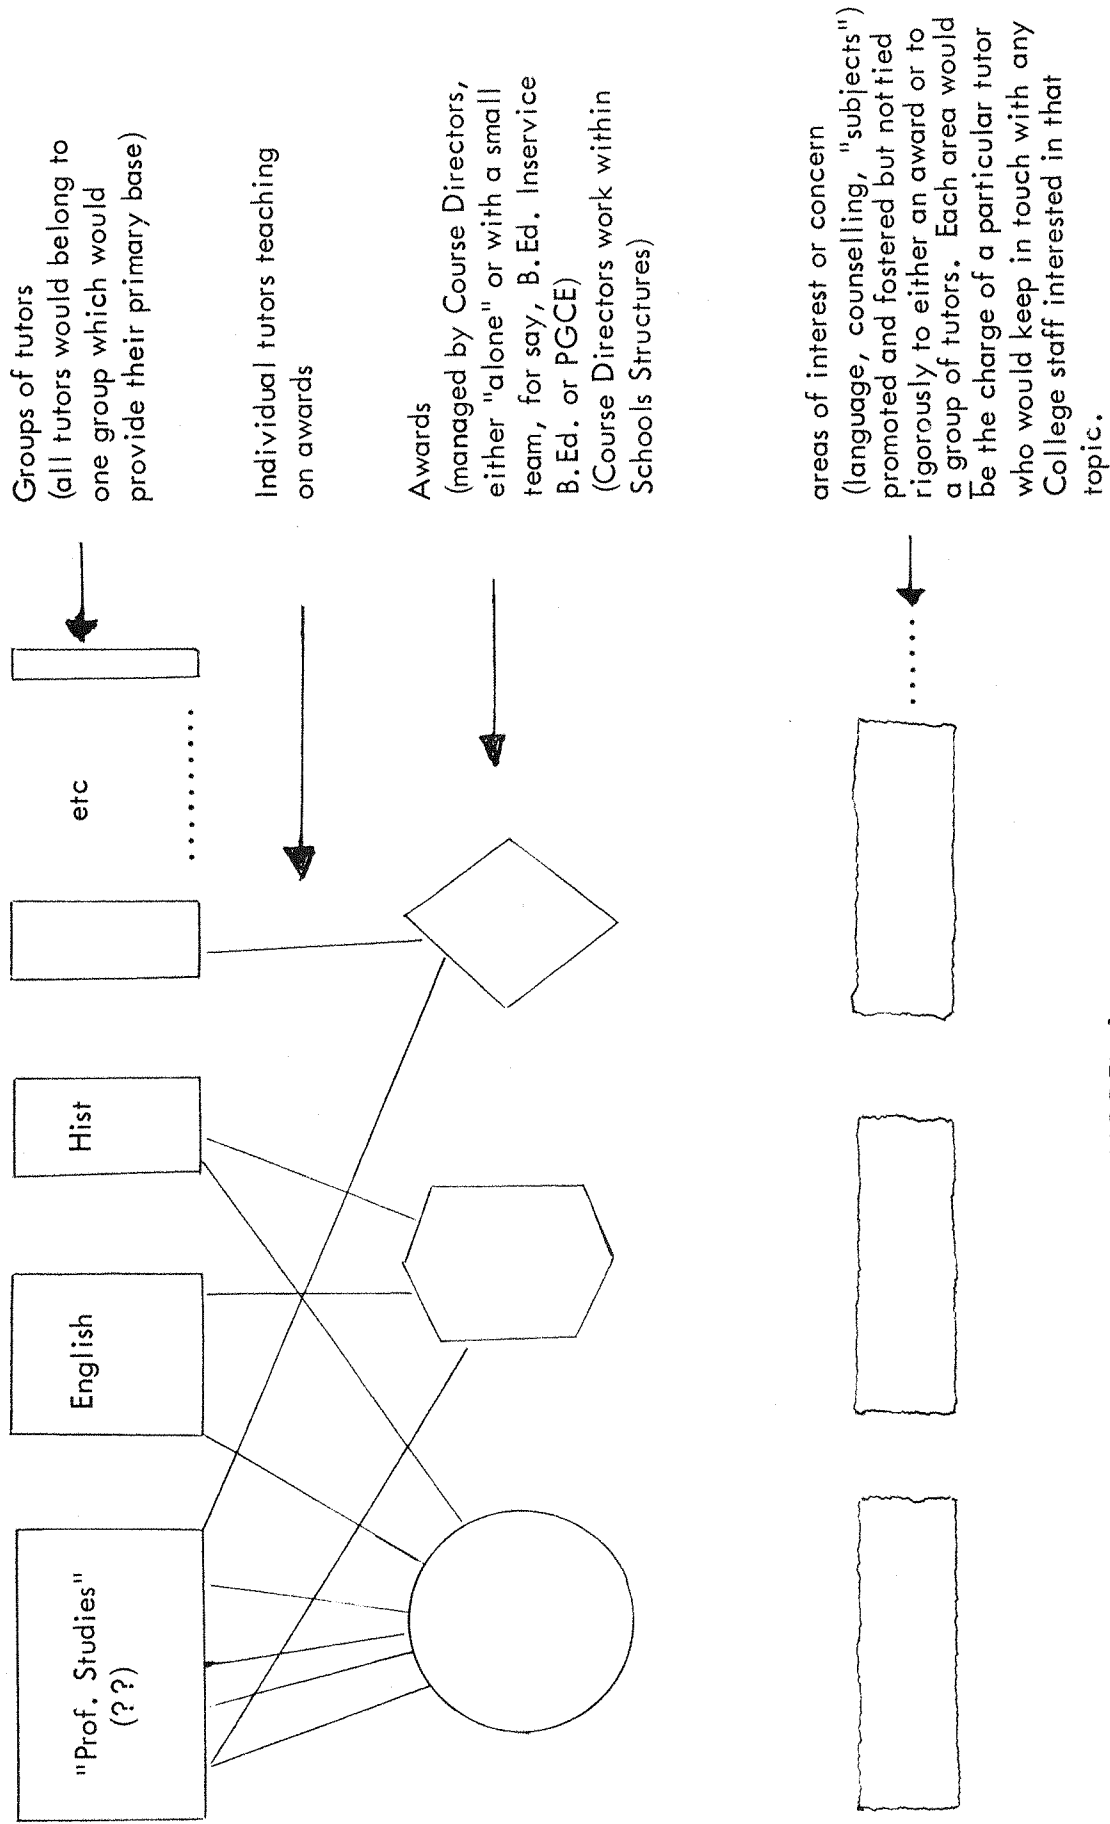 "Prof. Studies"
(??)
English
Hist
etc
Groups of tutors
(all tutors would belong to
one group which would
provide their primary base)
Individual tutors teaching
on awards
Awards
(managed by Course Directors,
either "alone" or with a small
team, for say, B.Ed. Inservice
B.Ed. or PGCE)
(Course Directors work within
Schools Structures)
areas of interest or concern
(language, counselling, "subjects")
promoted and fostered but not tied
rigorously to either an award or to
a group of tutors. Each area would
be the charge of a particular tutor
who would keep in touch with any
College staff interested in that
topic.